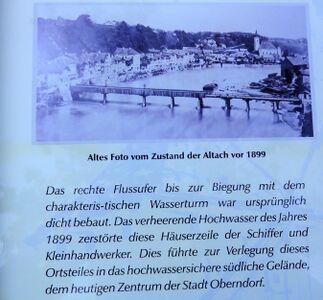 Altes Foto vom Zustand der Altach vor 1899
Das rechte Flussufer bis zur Biegung mit dem
charakteris-tischen Wasserturm war ursprünglich
dicht bebaut. Das verheerende Hochwasser des Jahres
1899 zerstörte diese Häuserzeile der Schiffer und
Kleinhandwerker. Dies führte zur Verlegung dieses
Ortsteiles in das hochwassersichere südliche Gelände,
dem heutigen Zentrum der Stadt Oberndorf.